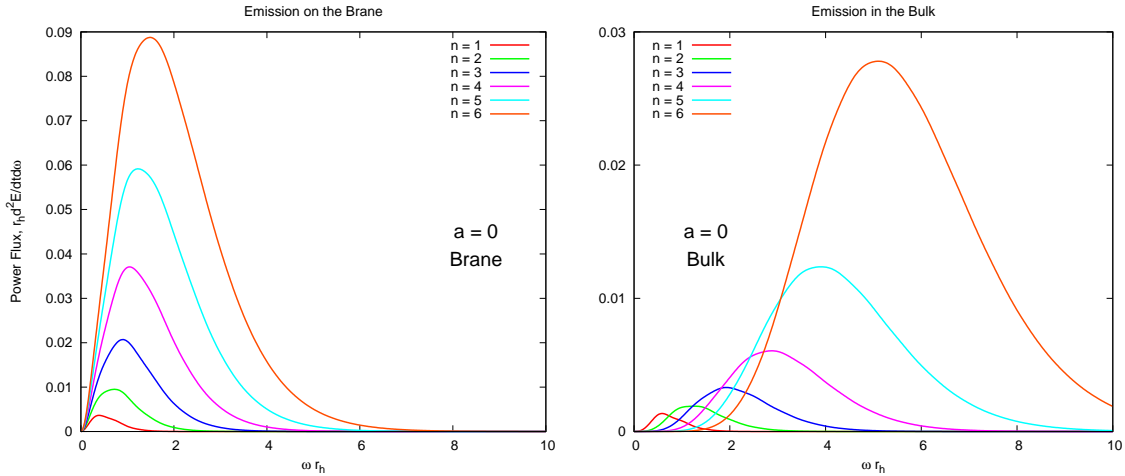 Emission on the Brane
Power Flux, r_h d^2E/dtdω
0.09
0.08
0.07
0.06
0.05
0.04
0.03
0.02
0.01
0
n = 1
n = 2
n = 3
n = 4
n = 5
n = 6
a = 0
Brane
0 2 4 6 8 10
ω r_h
Emission in the Bulk
0.03
0.02
0.01
0
n = 1
n = 2
n = 3
n = 4
n = 5
n = 6
a = 0
Bulk
0 2 4 6 8 10
ω r_h